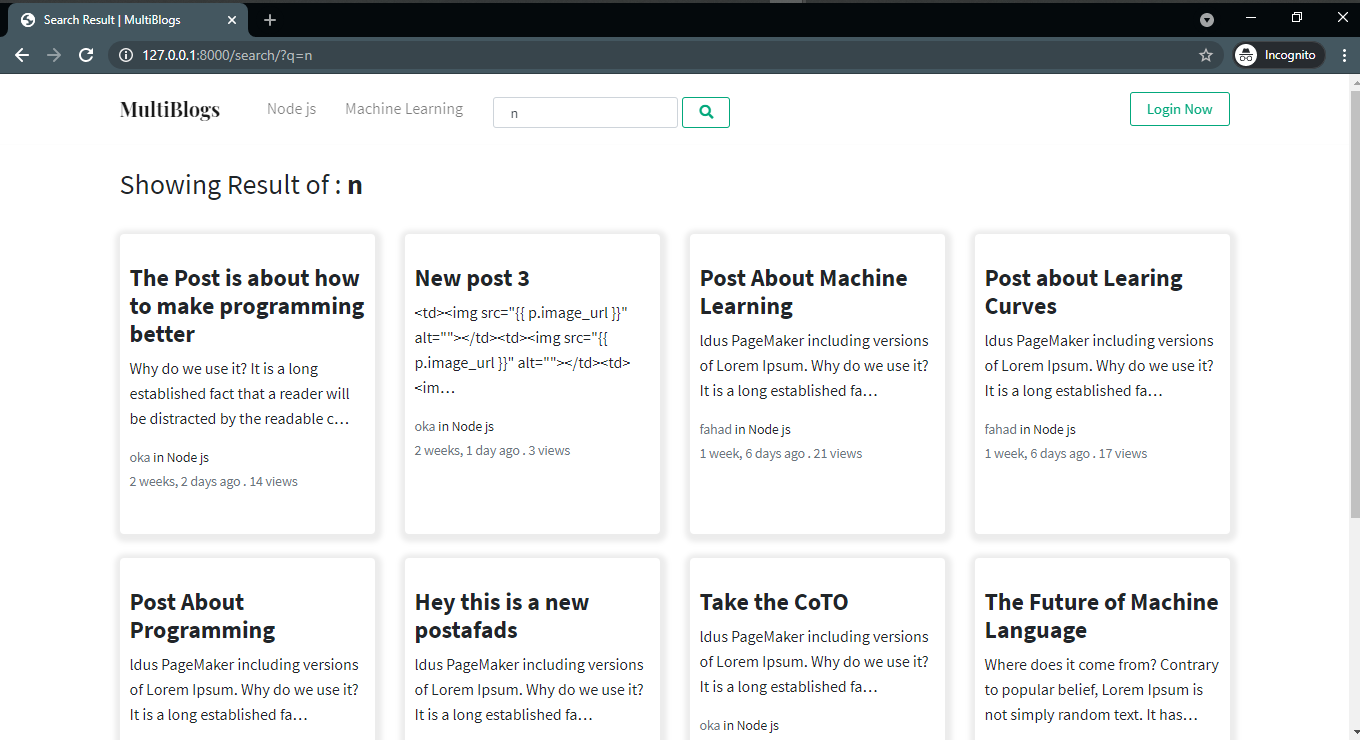 Search Result | MultiBlogs
127.0.0.1:8000/search/?q=n
Incognito
MultiBlogs
Node js
Machine Learning
n
Login Now
Showing Result of : n
The Post is about how
to make programming
better
Why do we use it? It is a long
established fact that a reader will
be distracted by the readable c…
oka in Node js
2 weeks, 2 days ago . 14 views
New post 3
<td><img src="{{ p.image_url }}"
alt=""></td><td><img src="{{
p.image_url }}" alt=""></td><td>
<im…
oka in Node js
2 weeks, 1 day ago . 3 views
Post About Machine
Learning
ldus PageMaker including versions
of Lorem Ipsum. Why do we use it?
It is a long established fa…
fahad in Node js
1 week, 6 days ago . 21 views
Post about Learing
Curves
ldus PageMaker including versions
of Lorem Ipsum. Why do we use it?
It is a long established fa…
fahad in Node js
1 week, 6 days ago . 17 views
Post About
Programming
ldus PageMaker including versions
of Lorem Ipsum. Why do we use it?
It is a long established fa…
Hey this is a new
postafads
ldus PageMaker including versions
of Lorem Ipsum. Why do we use it?
It is a long established fa…
Take the CoTO
ldus PageMaker including versions
of Lorem Ipsum. Why do we use it?
It is a long established fa…
oka in Node js
The Future of Machine
Language
Where does it come from? Contrary
to popular belief, Lorem Ipsum is
not simply random text. It has…